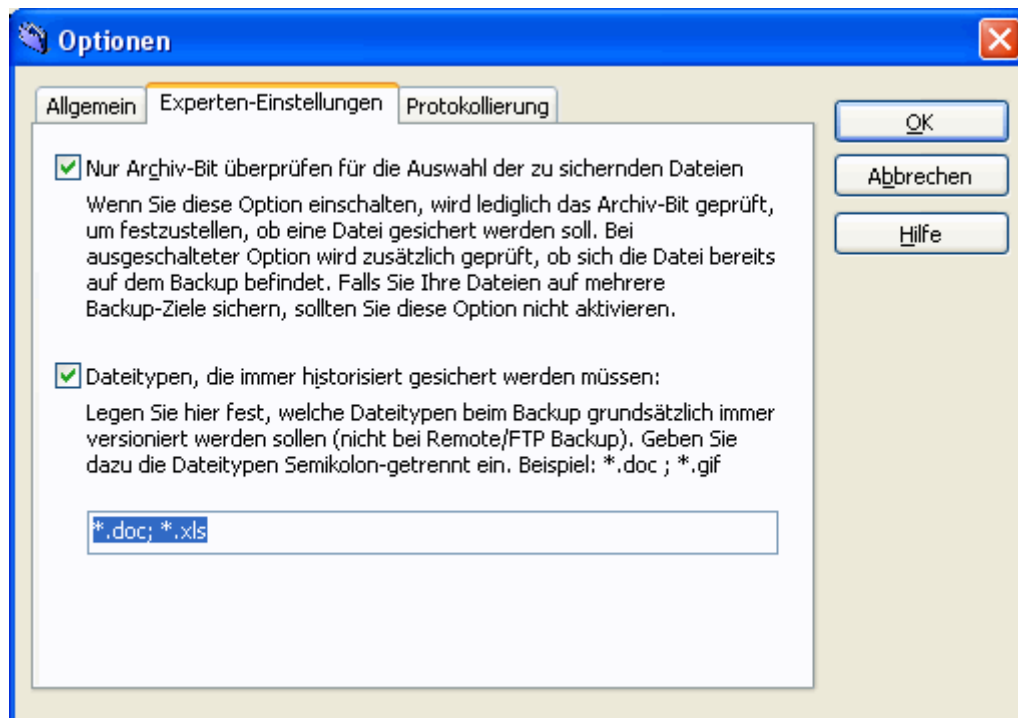 Optionen
Allgemein
Experten-Einstellungen
Protokollierung
OK
Abbrechen
Hilfe
Nur Archiv-Bit überprüfen für die Auswahl der zu sichernden Dateien
Wenn Sie diese Option einschalten, wird lediglich das Archiv-Bit geprüft,
um festzustellen, ob eine Datei gesichert werden soll. Bei
ausgeschalteter Option wird zusätzlich geprüft, ob sich die Datei bereits
auf dem Backup befindet. Falls Sie Ihre Dateien auf mehrere
Backup-Ziele sichern, sollten Sie diese Option nicht aktivieren.
Dateitypen, die immer historisiert gesichert werden müssen:
Legen Sie hier fest, welche Dateitypen beim Backup grundsätzlich immer
versioniert werden sollen (nicht bei Remote/FTP Backup). Geben Sie
dazu die Dateitypen Semikolon-getrennt ein. Beispiel: *.doc ; *.gif
*.doc; *.xls